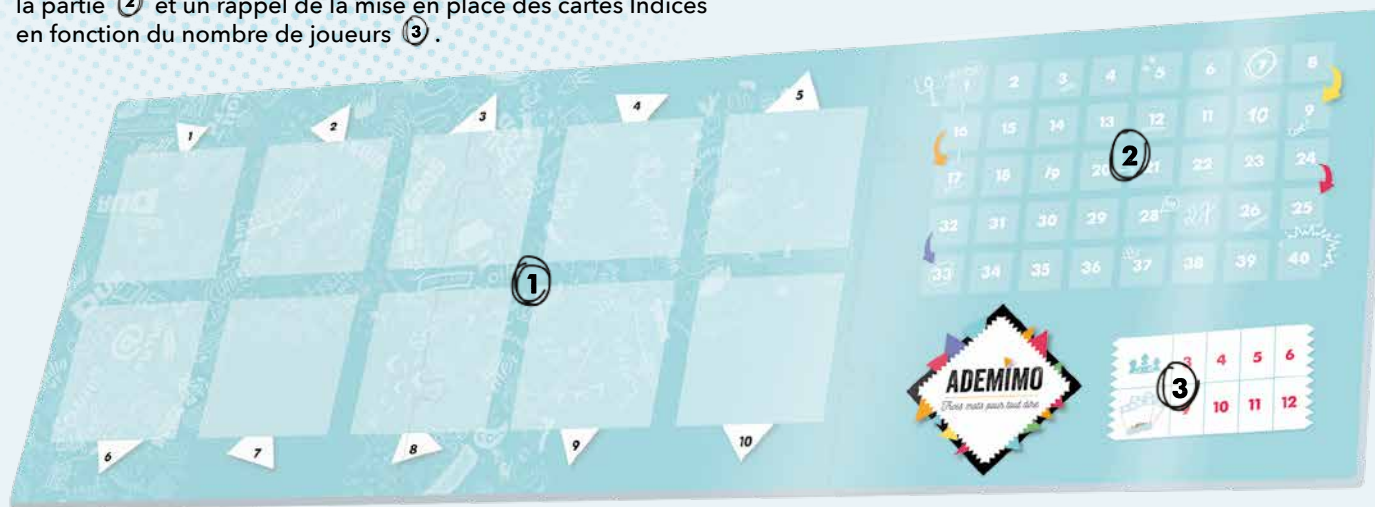 la partie 2 et un rappel de la mise en place des cartes Indices
en fonction du nombre de joueurs 3 .
1 2 3 4 5
1
6 7 8 9 10
1 2 3 4 5 6 7 8
16 15 14 13 12 11 10 9
2
17 18 19 20 21 22 23 24
32 31 30 29 28 27 26 25
33 34 35 36 37 38 39 40
ADEMIMO
Trois mots pour tout dire
3 4 5 6
3
9 10 11 12